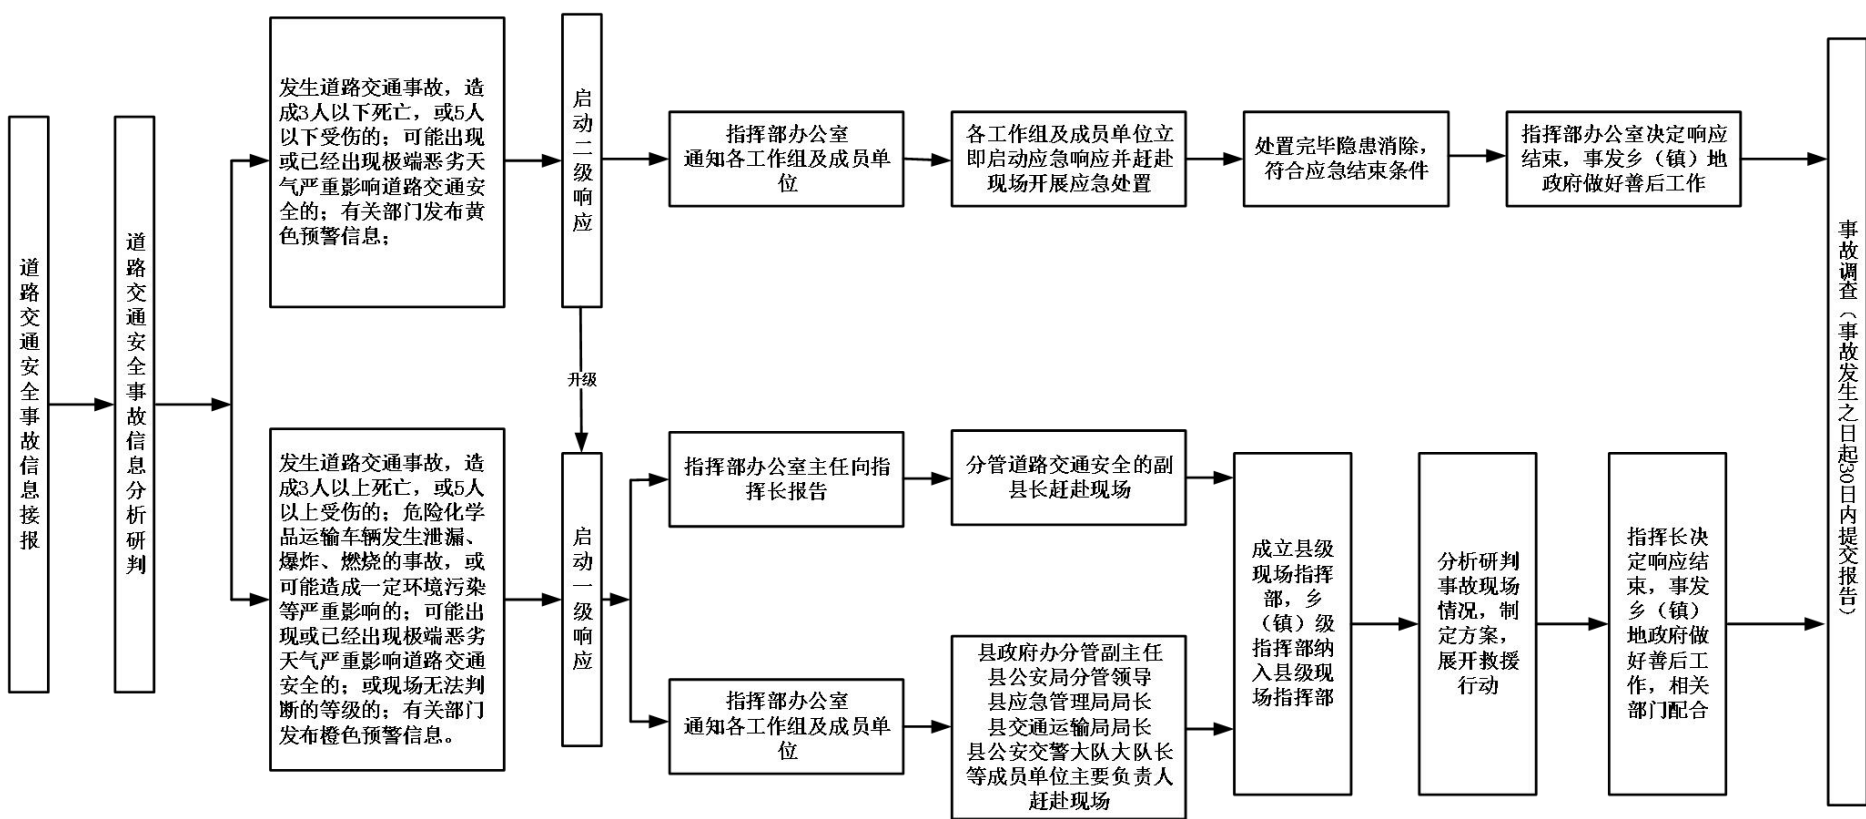 道路交通安全事故信息接报
道路交通安全事故信息分析研判
发生道路交通事故，造
成3人以下死亡，或5人
以下受伤的；可能出现
或已经出现极端恶劣天
气严重影响道路交通安
全的；有关部门发布黄
色预警信息；
启动二级响应
指挥部办公室
通知各工作组及成员单
位
各工作组及成员单位立
即启动应急响应并赶赴
现场开展应急处置
处置完毕隐患消除，
符合应急结束条件
指挥部办公室决定响应
结束，事发乡（镇）地
政府做好善后工作
升级
发生道路交通事故，造
成3人以上死亡，或5人
以上受伤的；危险化学
品运输车辆发生泄漏、
爆炸、燃烧的事故，或
可能造成一定环境污染
等严重影响的；可能出
现或已经出现极端恶劣
天气严重影响道路交通
安全的；或现场无法判
断的等级的；有关部门
发布橙色预警信息。
启动一级响应
指挥部办公室主任向指
挥长报告
分管道路交通安全的副
县长赶赴现场
指挥部办公室
通知各工作组及成员单
位
县政府办分管副主任
县公安局分管领导
县应急管理局局长
县交通运输局局长
县公安交警大队大队长
等成员单位主要负责人
赶赴现场
成立县级
现场指挥
部，乡
（镇）级
指挥部纳
入县级现
场指挥部
分析研判
事故现场
情况，制
定方案，
展开救援
行动
指挥长决
定响应结
束，事发
乡（镇）
地政府做
好善后工
作，相关
部门配合
事故调查（事故发生之日起30日内提交报告）